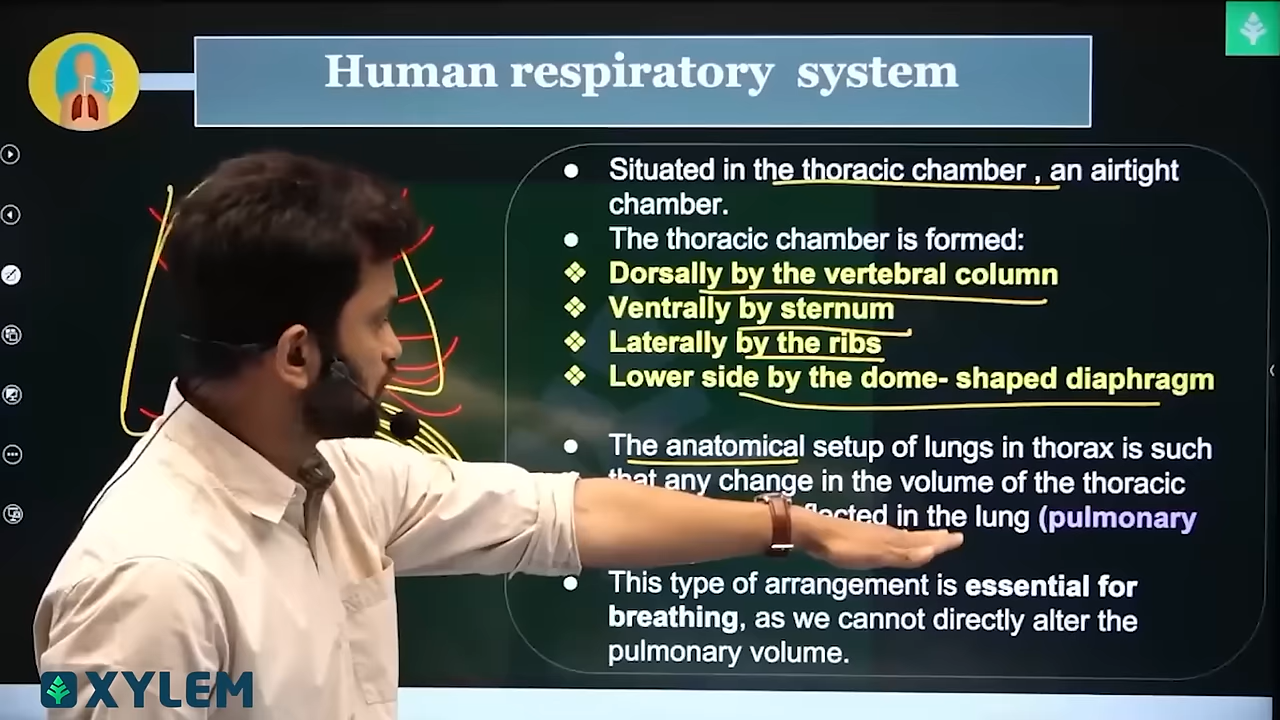 Human respiratory system
Situated in the thoracic chamber , an airtight
chamber.
The thoracic chamber is formed:
Dorsally by the vertebral column
Ventrally by sternum
Laterally by the ribs
Lower side by the dome- shaped diaphragm
The anatomical setup of lungs in thorax is such
that any change in the volume of the thoracic
in the lung (pulmonary
This type of arrangement is essential for
breathing, as we cannot directly alter the
pulmonary volume.
XYLEM